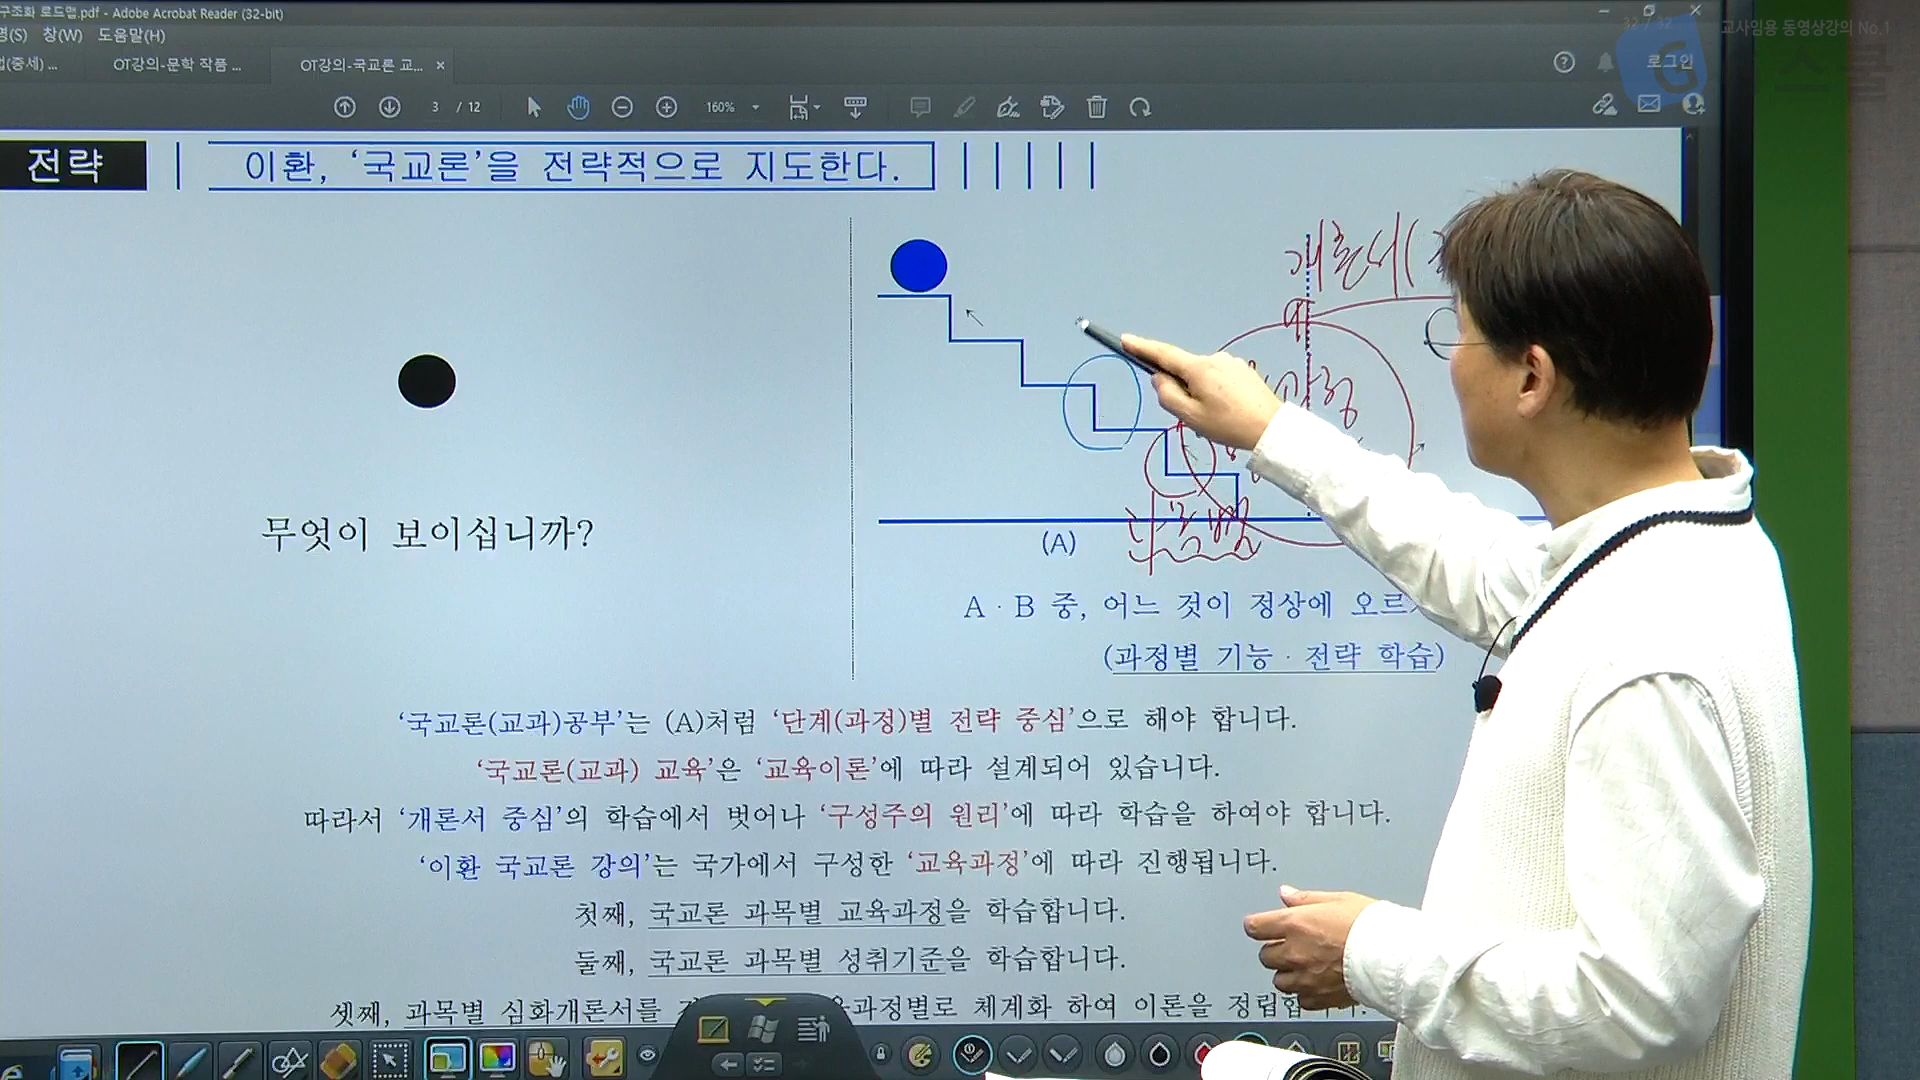 구조화 로드맵.pdf - Adobe Acrobat Reader (32-bit)
창(W) 도움말(H)
교사임용 동영상강의 No.1
OT강의-문학 작품 ...
OT강의-국교론 교... ×
로그인
3 / 12
160%
전략
이환, ‘국교론’을 전략적으로 지도한다.
개론서(
과정
무엇이 보이십니까?
(A)
A · B 중, 어느 것이 정상에
(과정별 기능 · 전략 학습)
‘국교론(교과)공부’는 (A)처럼 ‘단계(과정)별 전략 중심’으로 해야 합니다.
‘국교론(교과) 교육’은 ‘교육이론’에 따라 설계되어 있습니다.
따라서 ‘개론서 중심’의 학습에서 벗어나 ‘구성주의 원리’에 따라 학습을 하여야 합니다.
‘이환 국교론 강의’는 국가에서 구성한 ‘교육과정’에 따라 진행됩니다.
첫째, 국교론 과목별 교육과정을 학습합니다.
둘째, 국교론 과목별 성취기준을 학습합니다.
셋째, 과목별 심화개론서를 체계화 하여 이론을